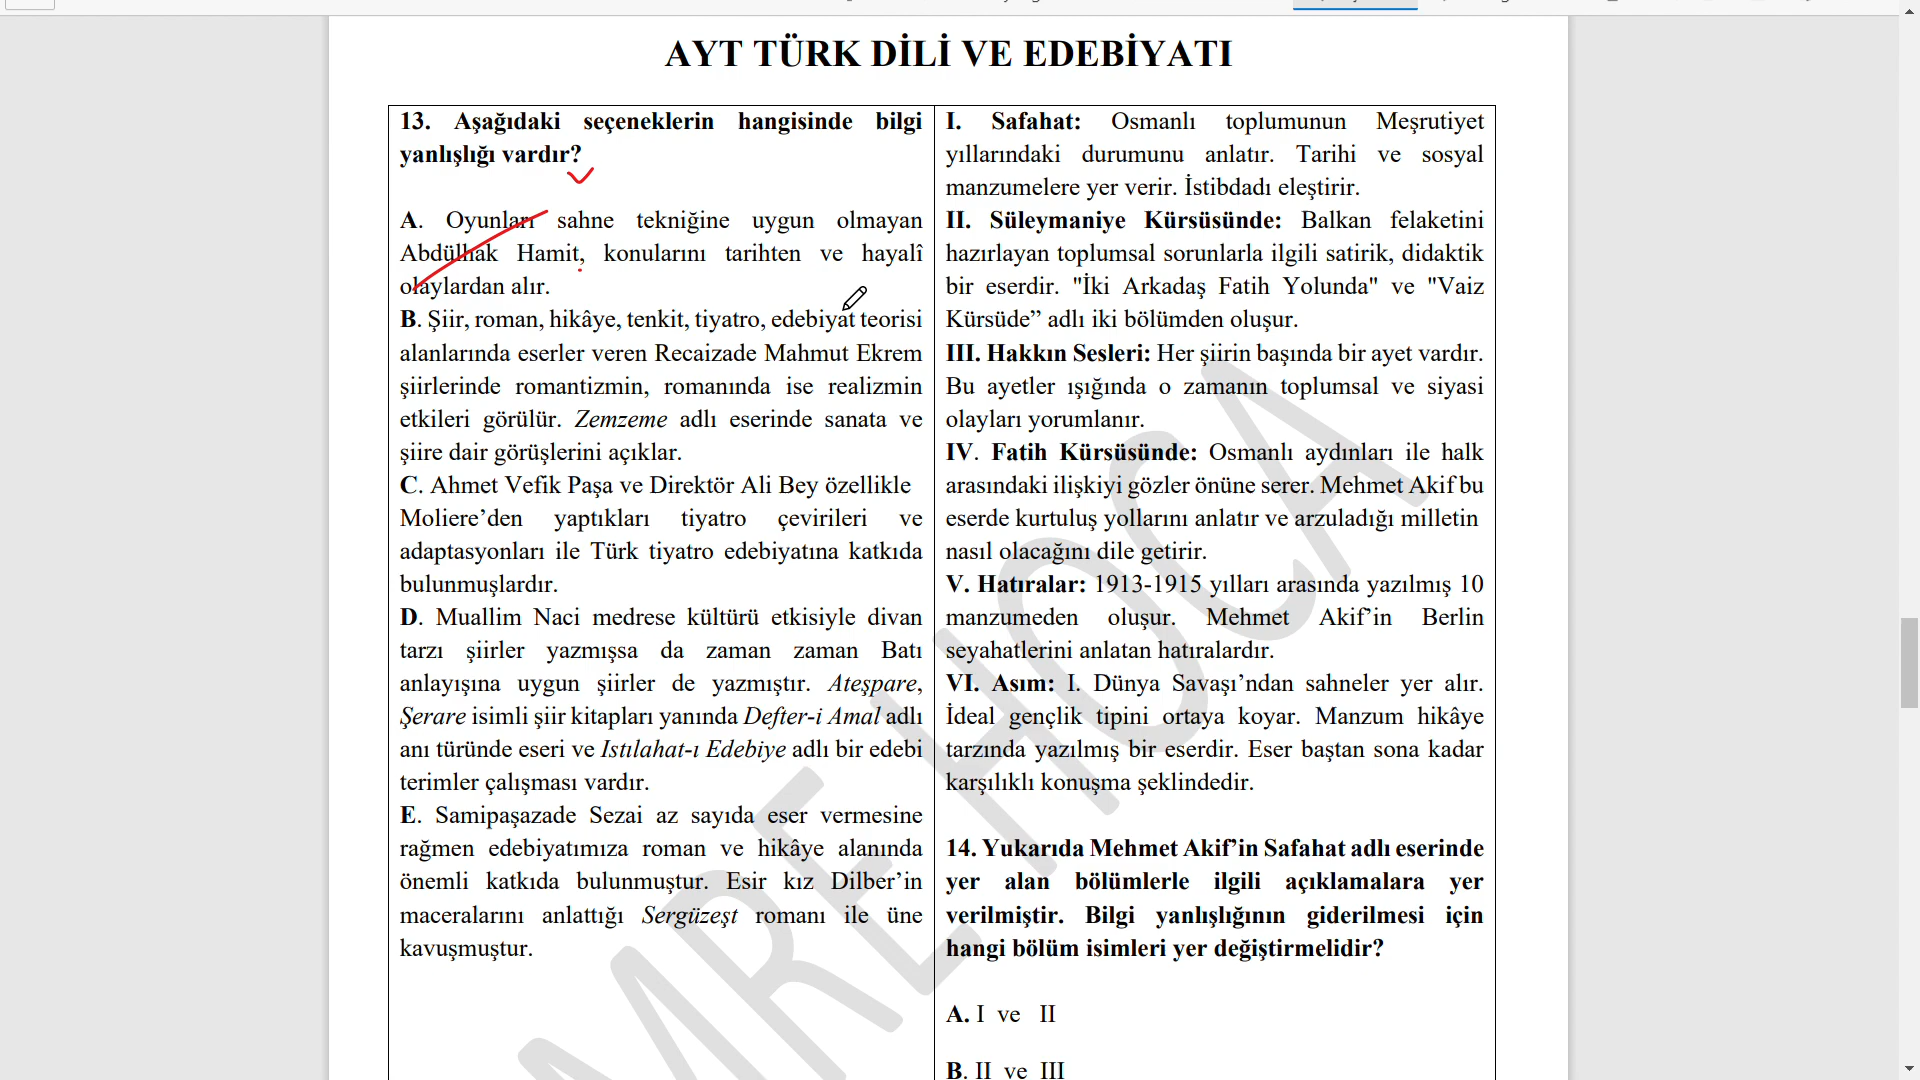 AYT TÜRK DİLİ VE EDEBİYATI
13. Aşağıdaki seçeneklerin hangisinde bilgi
yanlışlığı vardır?
A. Oyunları sahne tekniğine uygun olmayan
Abdülhak Hamit, konularını tarihten ve hayalî
olaylardan alır.
B. Şiir, roman, hikâye, tenkit, tiyatro, edebiyat teorisi
alanlarında eserler veren Recaizade Mahmut Ekrem
şiirlerinde romantizmin, romanında ise realizmin
etkileri görülür. Zemzeme adlı eserinde sanata ve
şiire dair görüşlerini açıklar.
C. Ahmet Vefik Paşa ve Direktör Ali Bey özellikle
Moliere’den yaptıkları tiyatro çevirileri ve
adaptasyonları ile Türk tiyatro edebiyatına katkıda
bulunmuşlardır.
D. Muallim Naci medrese kültürü etkisiyle divan
tarzı şiirler yazmışsa da zaman zaman Batı
anlayışına uygun şiirler de yazmıştır. Ateşpare,
Şerare isimli şiir kitapları yanında Defter-i Amal adlı
anı türünde eseri ve Istılahat-ı Edebiye adlı bir edebi
terimler çalışması vardır.
E. Samipaşazade Sezai az sayıda eser vermesine
rağmen edebiyatımıza roman ve hikâye alanında
önemli katkıda bulunmuştur. Esir kız Dilber’in
maceralarını anlattığı Sergüzeşt romanı ile üne
kavuşmuştur.
I. Safahat: Osmanlı toplumunun Meşrutiyet
yıllarındaki durumunu anlatır. Tarihi ve sosyal
manzumelere yer verir. İstibdadı eleştirir.
II. Süleymaniye Kürsüsünde: Balkan felaketini
hazırlayan toplumsal sorunlarla ilgili satirik, didaktik
bir eserdir. "İki Arkadaş Fatih Yolunda" ve "Vaiz
Kürsüde” adlı iki bölümden oluşur.
III. Hakkın Sesleri: Her şiirin başında bir ayet vardır.
Bu ayetler ışığında o zamanın toplumsal ve siyasi
olayları yorumlanır.
IV. Fatih Kürsüsünde: Osmanlı aydınları ile halk
arasındaki ilişkiyi gözler önüne serer. Mehmet Akif bu
eserde kurtuluş yollarını anlatır ve arzuladığı milletin
nasıl olacağını dile getirir.
V. Hatıralar: 1913-1915 yılları arasında yazılmış 10
manzumeden oluşur. Mehmet Akif’in Berlin
seyahatlerini anlatan hatıralardır.
VI. Asım: I. Dünya Savaşı’ndan sahneler yer alır.
İdeal gençlik tipini ortaya koyar. Manzum hikâye
tarzında yazılmış bir eserdir. Eser baştan sona kadar
karşılıklı konuşma şeklindedir.
14. Yukarıda Mehmet Akif’in Safahat adlı eserinde
yer alan bölümlerle ilgili açıklamalara yer
verilmiştir. Bilgi yanlışlığının giderilmesi için
hangi bölüm isimleri yer değiştirmelidir?
A. I ve II
B. II ve III
MRE HOCA